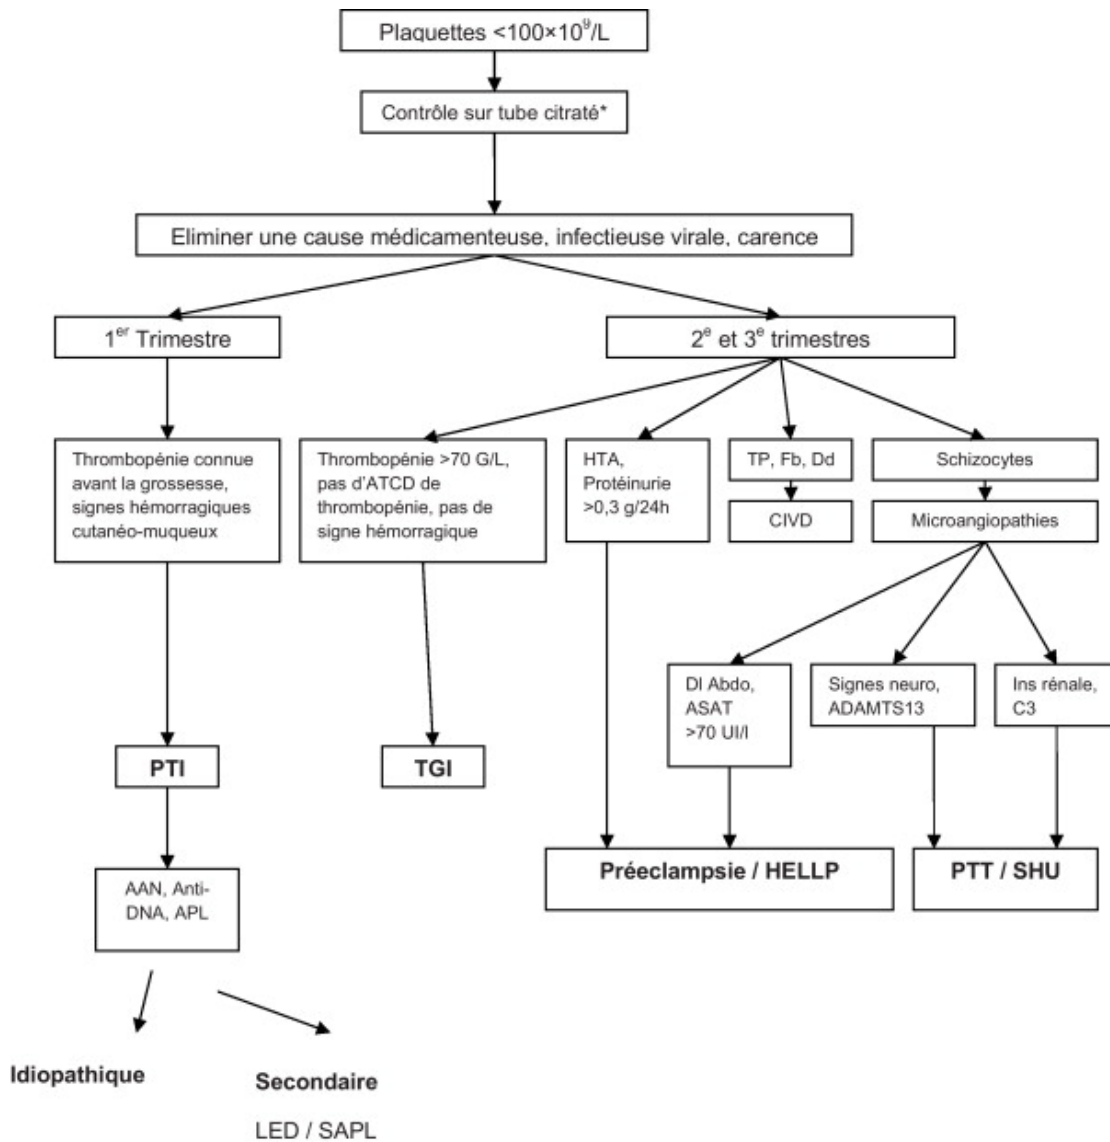 Plaquettes <100×10⁹/L
Contrôle sur tube citraté*
Eliminer une cause médicamenteuse, infectieuse virale, carence
1er Trimestre
2e et 3e trimestres
Thrombopénie connue
avant la grossesse,
signes hémorragiques
cutanéo-muqueux
Thrombopénie >70 G/L,
pas d'ATCD de
thrombopénie, pas de
signe hémorragique
HTA,
Protéinurie
>0,3 g/24h
TP, Fb, Dd
CIVD
Schizocytes
Microangiopathies
Dl Abdo,
ASAT
>70 UI/l
Signes neuro,
ADAMTS13
Ins rénale,
C3
PTI
TGI
Préeclampsie / HELLP
PTT / SHU
AAN, Anti-
DNA, APL
Idiopathique
Secondaire
LED / SAPL